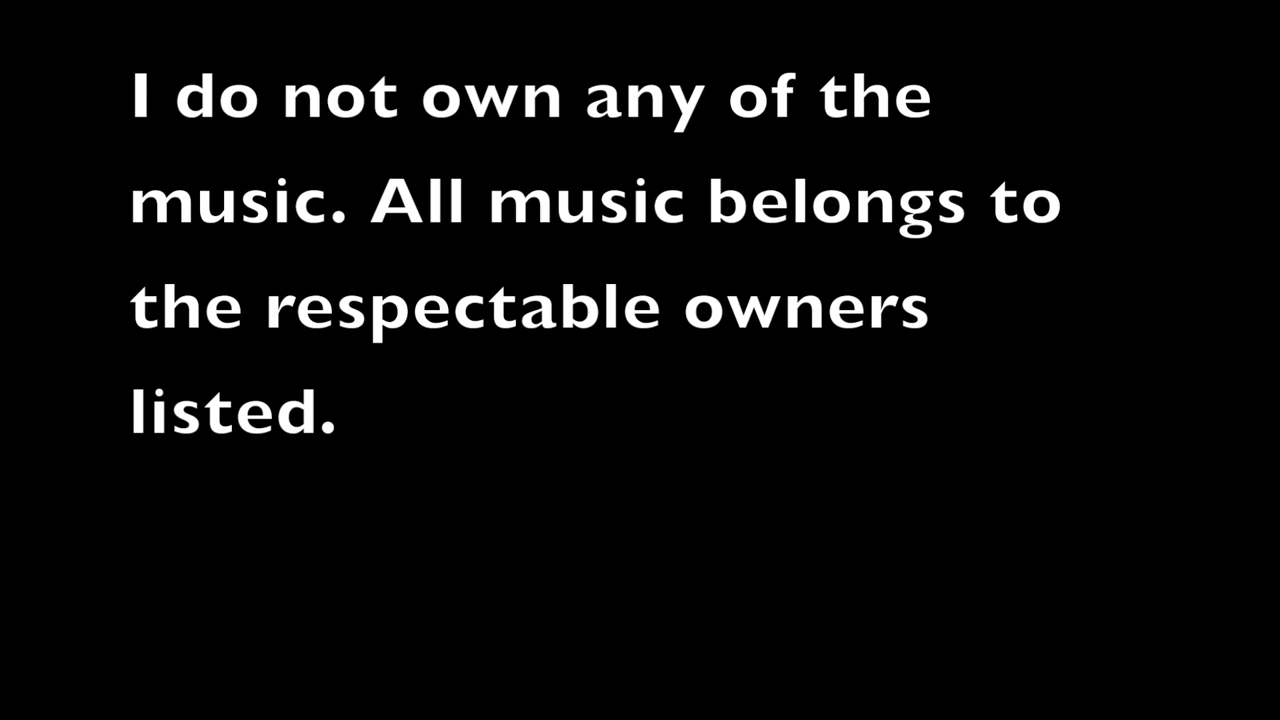 I do not own any of the
music. All music belongs to
the respectable owners
listed.